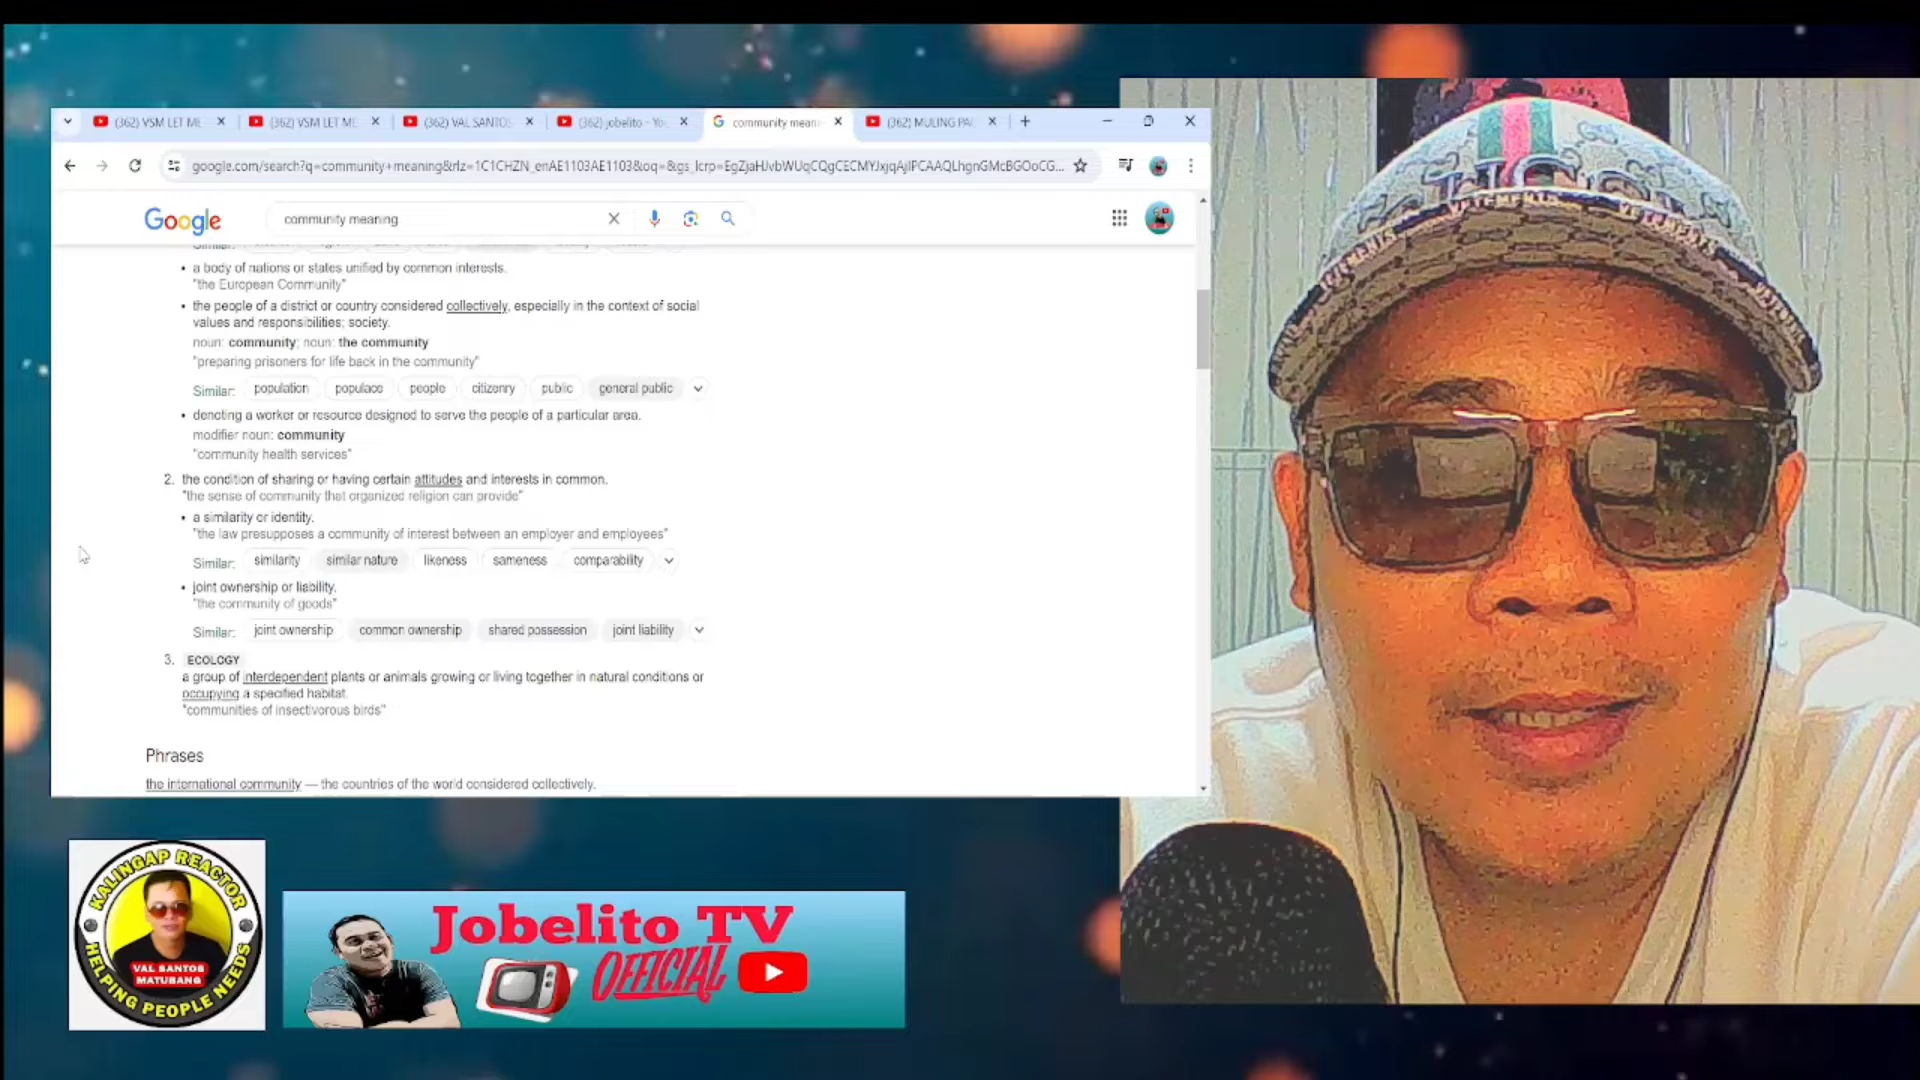 (362) VSM LET ME
(362) VSM LET ME
(362) VAL SANTOS
(362) jobelito - You
community meani
(362) MULING PA
google.com/search?q=community+meaning&rlz=1C1CHZN_enAE1103AE1103&oq=&gs_lcrp=
Google
community meaning
Similar:
• a body of nations or states unified by common interests.
"the European Community"
• the people of a district or country considered collectively, especially in the context of social
values and responsibilities; society.
noun: community; noun: the community
"preparing prisoners for life back in the community"
Similar: population populace people citizenry public general public
• denoting a worker or resource designed to serve the people of a particular area.
modifier noun: community
"community health services"
2. the condition of sharing or having certain attitudes and interests in common.
"the sense of community that organized religion can provide"
• a similarity or identity.
"the law presupposes a community of interest between an employer and employees"
Similar: similarity similar nature likeness sameness comparability
• joint ownership or liability.
"the community of goods"
Similar: joint ownership common ownership shared possession joint liability
3. ECOLOGY
a group of interdependent plants or animals growing or living together in natural conditions or
occupying a specified habitat.
"communities of insectivorous birds"
Phrases
the international community — the countries of the world considered collectively.
KALINGAP REACTOR
VAL SANTOS
MATUBANG
HELPING PEOPLE NEEDS
Jobelito TV
OFFICIAL
VETEMENTS